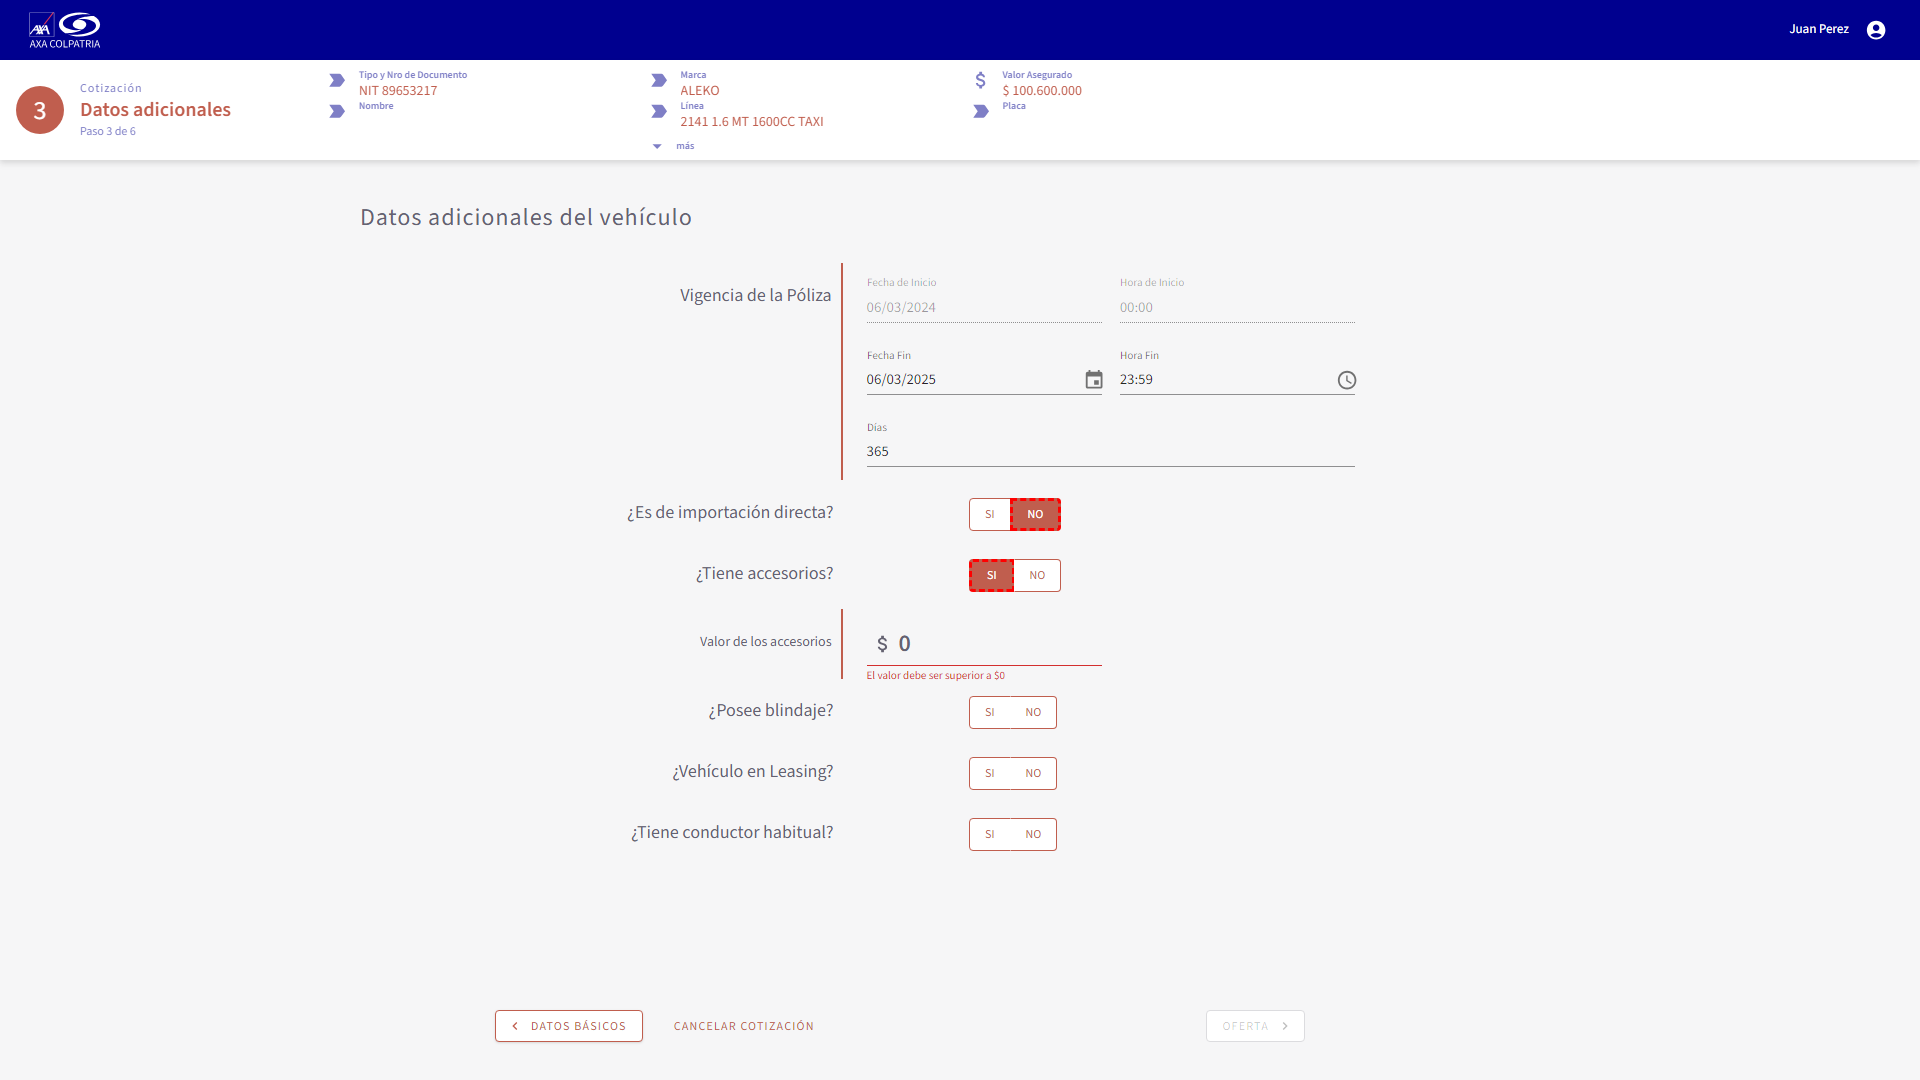 AXA
AXA COLPATRIA
Juan Perez
3
Cotización
Datos adicionales
Paso 3 de 6
Tipo y Nro de Documento
NIT 89653217
Nombre
Marca
ALEKO
Línea
2141 1.6 MT 1600CC TAXI
más
$
Valor Asegurado
$ 100.600.000
Placa
Datos adicionales del vehículo
Vigencia de la Póliza
Fecha de Inicio
06/03/2024
Hora de Inicio
00:00
Fecha Fin
06/03/2025
Hora Fin
23:59
Días
365
¿Es de importación directa?
SI NO
¿Tiene accesorios?
SI NO
Valor de los accesorios
$ 0
El valor debe ser superior a $0
¿Posee blindaje?
SI NO
¿Vehículo en Leasing?
SI NO
¿Tiene conductor habitual?
SI NO
DATOS BÁSICOS
CANCELAR COTIZACIÓN
OFERTA